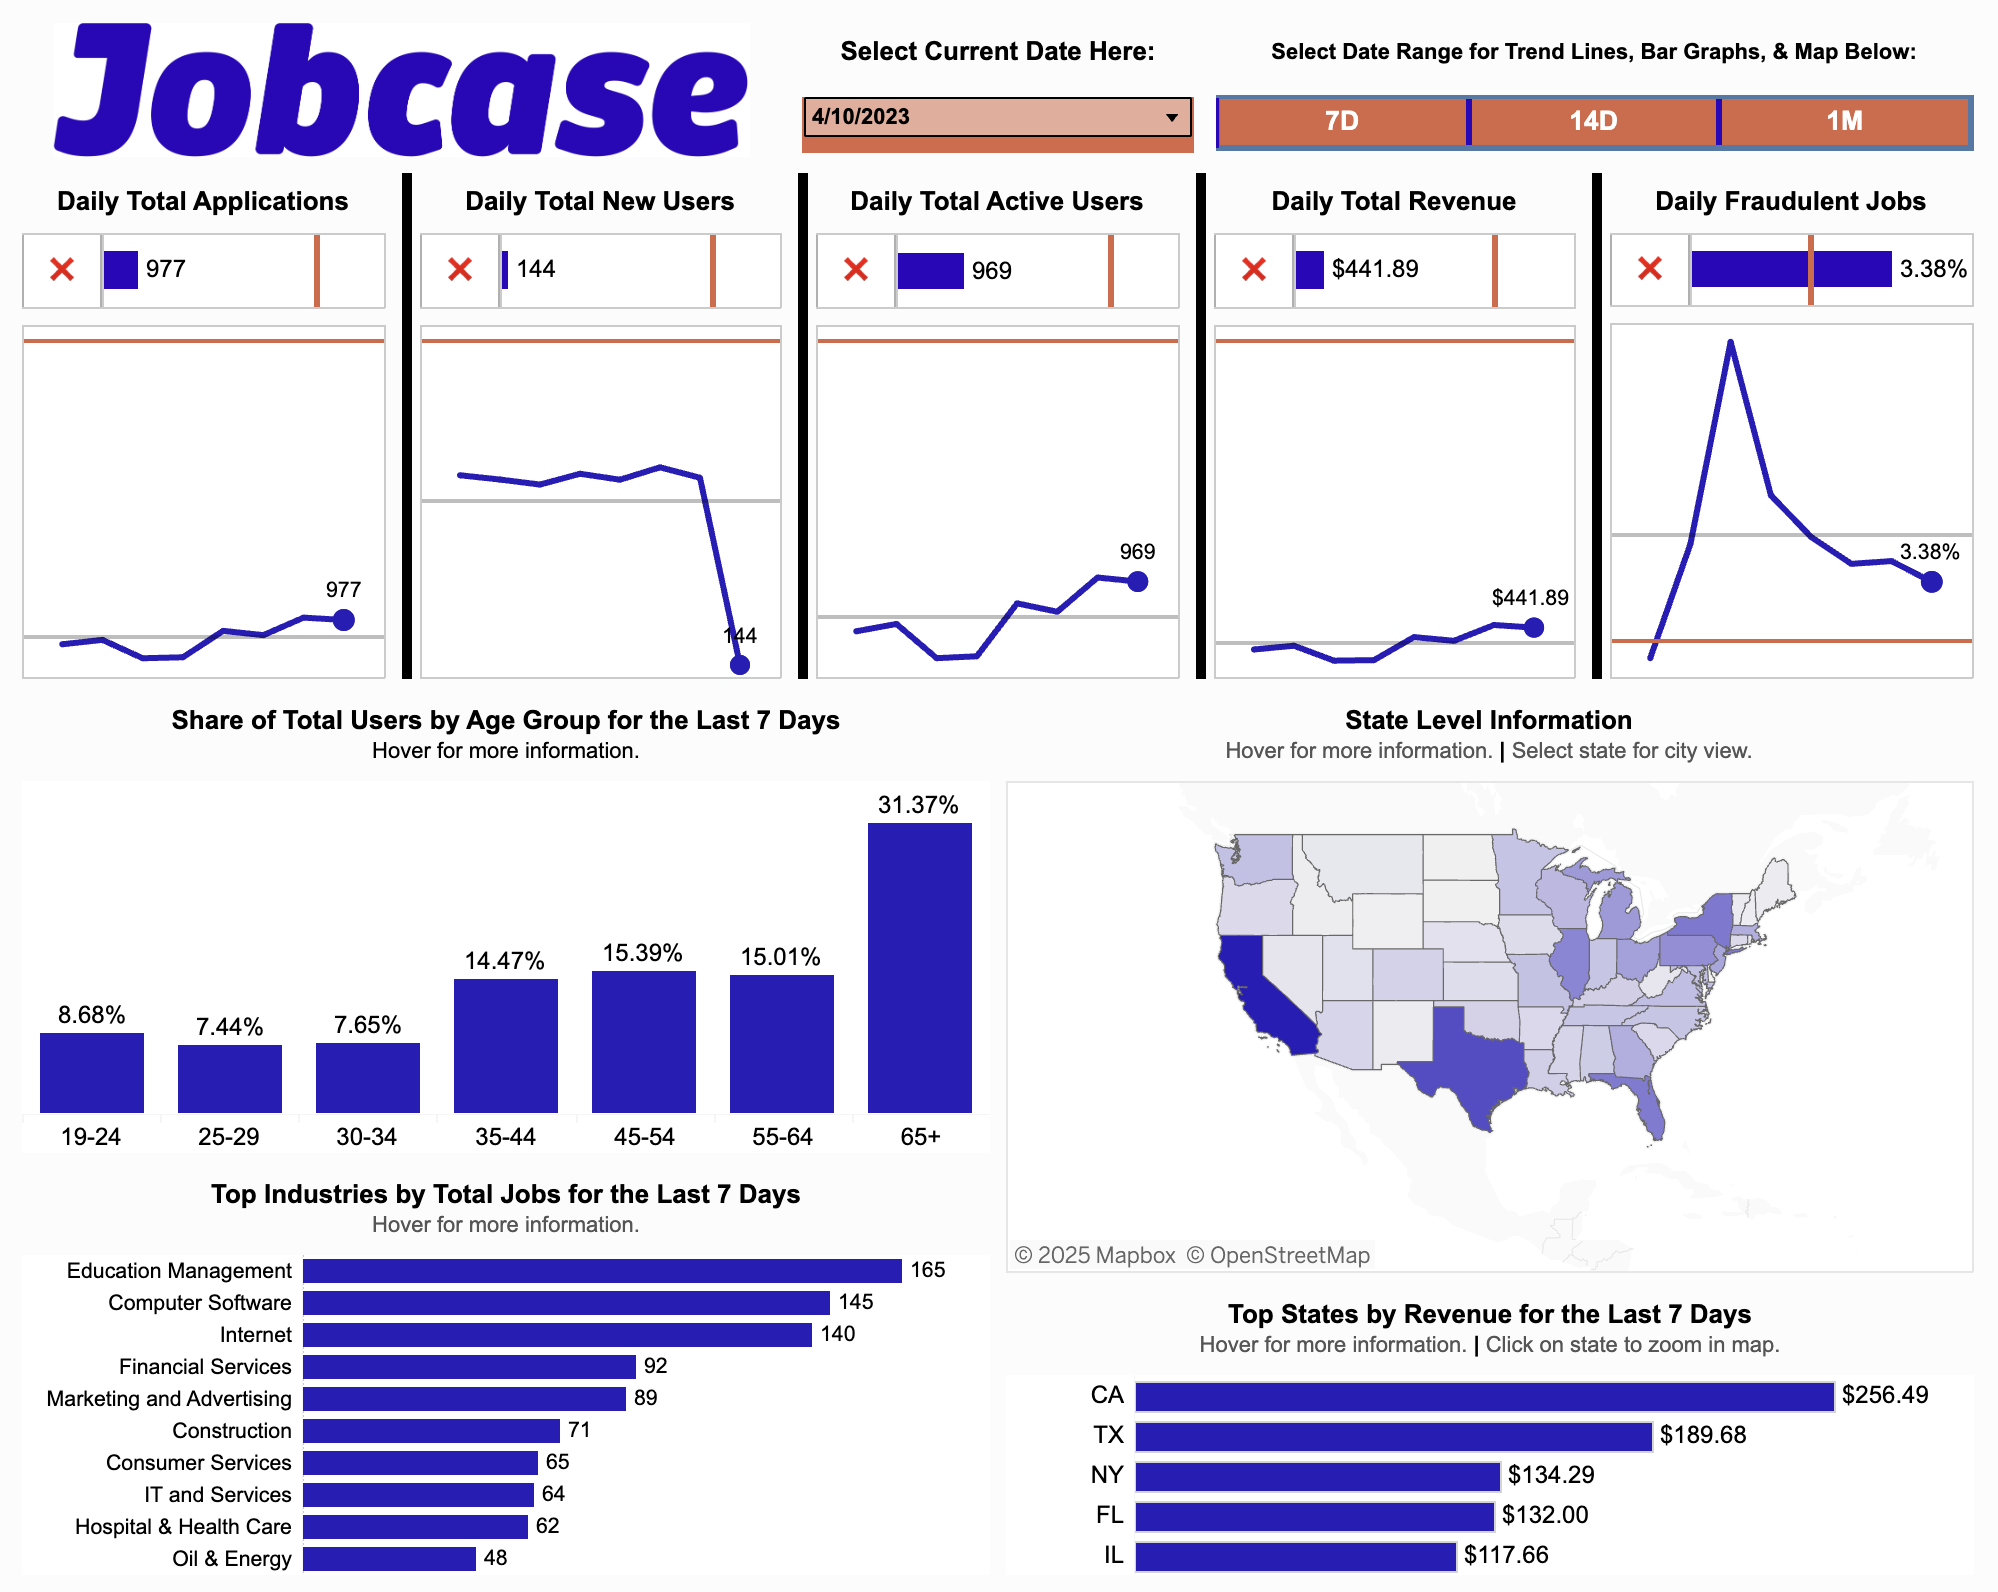 Jobcase
Select Current Date Here:
4/10/2023
Select Date Range for Trend Lines, Bar Graphs, & Map Below:
7D
14D
1M
Daily Total Applications
977
977
Daily Total New Users
144
144
Daily Total Active Users
969
969
Daily Total Revenue
$441.89
$441.89
Daily Fraudulent Jobs
3.38%
3.38%
Share of Total Users by Age Group for the Last 7 Days
Hover for more information.
8.68%
7.44%
7.65%
14.47%
15.39%
15.01%
31.37%
19-24
25-29
30-34
35-44
45-54
55-64
65+
State Level Information
Hover for more information. | Select state for city view.
© 2025 Mapbox © OpenStreetMap
Top Industries by Total Jobs for the Last 7 Days
Hover for more information.
Education Management 165
Computer Software 145
Internet 140
Financial Services 92
Marketing and Advertising 89
Construction 71
Consumer Services 65
IT and Services 64
Hospital & Health Care 62
Oil & Energy 48
Top States by Revenue for the Last 7 Days
Hover for more information. | Click on state to zoom in map.
CA $256.49
TX $189.68
NY $134.29
FL $132.00
IL $117.66